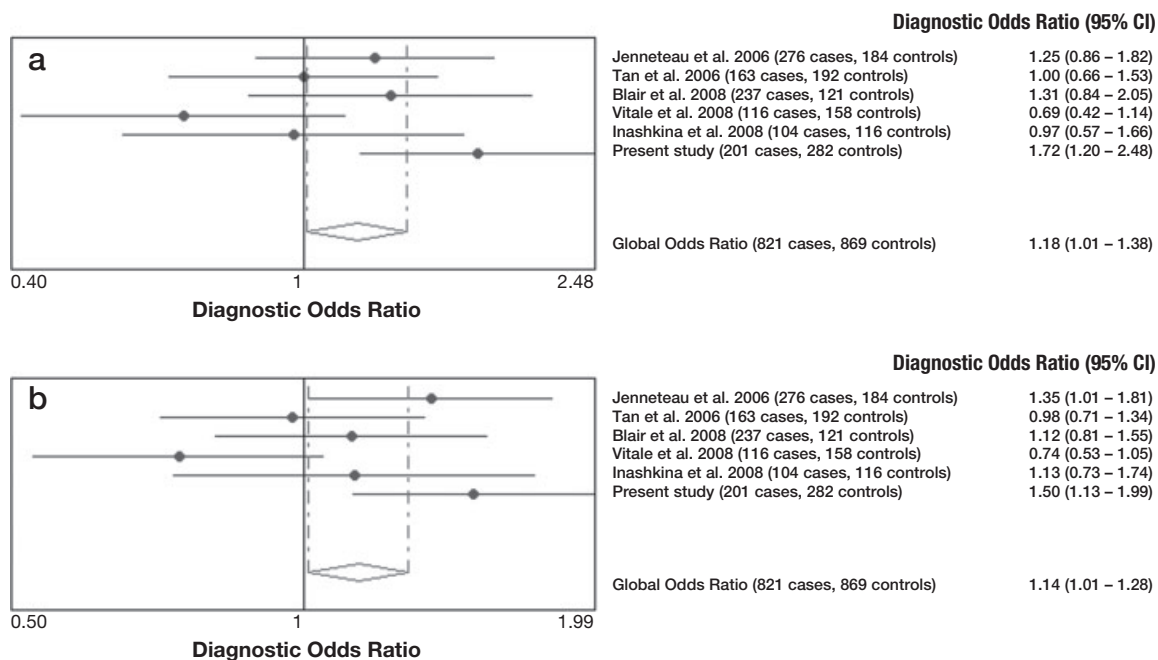 Diagnostic Odds Ratio (95% CI)
a
Jenneteau et al. 2006 (276 cases, 184 controls) 1.25 (0.86 – 1.82)
Tan et al. 2006 (163 cases, 192 controls) 1.00 (0.66 – 1.53)
Blair et al. 2008 (237 cases, 121 controls) 1.31 (0.84 – 2.05)
Vitale et al. 2008 (116 cases, 158 controls) 0.69 (0.42 – 1.14)
Inashkina et al. 2008 (104 cases, 116 controls) 0.97 (0.57 – 1.66)
Present study (201 cases, 282 controls) 1.72 (1.20 – 2.48)
Global Odds Ratio (821 cases, 869 controls) 1.18 (1.01 – 1.38)
0.40 1 2.48
Diagnostic Odds Ratio
Diagnostic Odds Ratio (95% CI)
b
Jenneteau et al. 2006 (276 cases, 184 controls) 1.35 (1.01 – 1.81)
Tan et al. 2006 (163 cases, 192 controls) 0.98 (0.71 – 1.34)
Blair et al. 2008 (237 cases, 121 controls) 1.12 (0.81 – 1.55)
Vitale et al. 2008 (116 cases, 158 controls) 0.74 (0.53 – 1.05)
Inashkina et al. 2008 (104 cases, 116 controls) 1.13 (0.73 – 1.74)
Present study (201 cases, 282 controls) 1.50 (1.13 – 1.99)
Global Odds Ratio (821 cases, 869 controls) 1.14 (1.01 – 1.28)
0.50 1 1.99
Diagnostic Odds Ratio